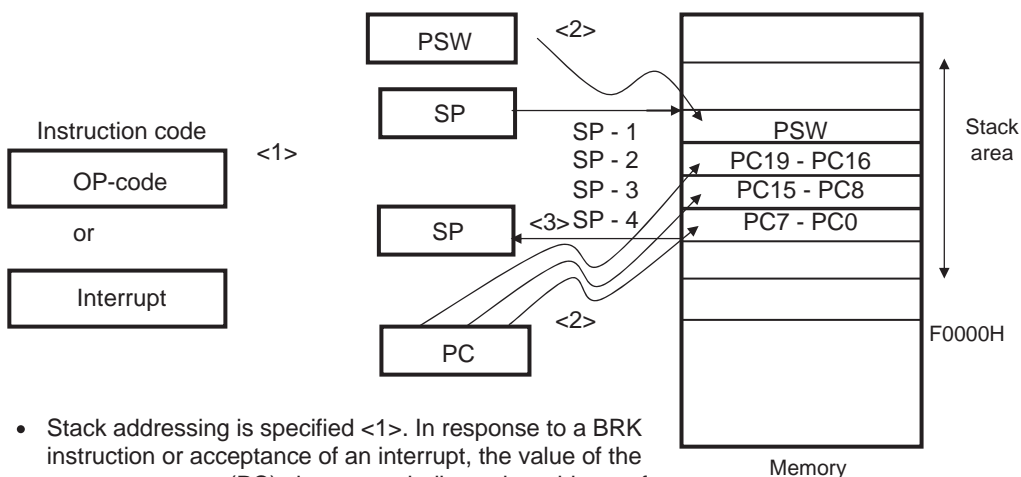 PSW
<2>
SP
SP - 1
PSW
Stack
area
Instruction code
<1>
SP - 2
PC19 - PC16
OP-code
SP - 3
PC15 - PC8
or
SP
<3>
SP - 4
PC7 - PC0
Interrupt
<2>
F0000H
PC
• Stack addressing is specified <1>. In response to a BRK
instruction or acceptance of an interrupt, the value of the
Memory
(PC)